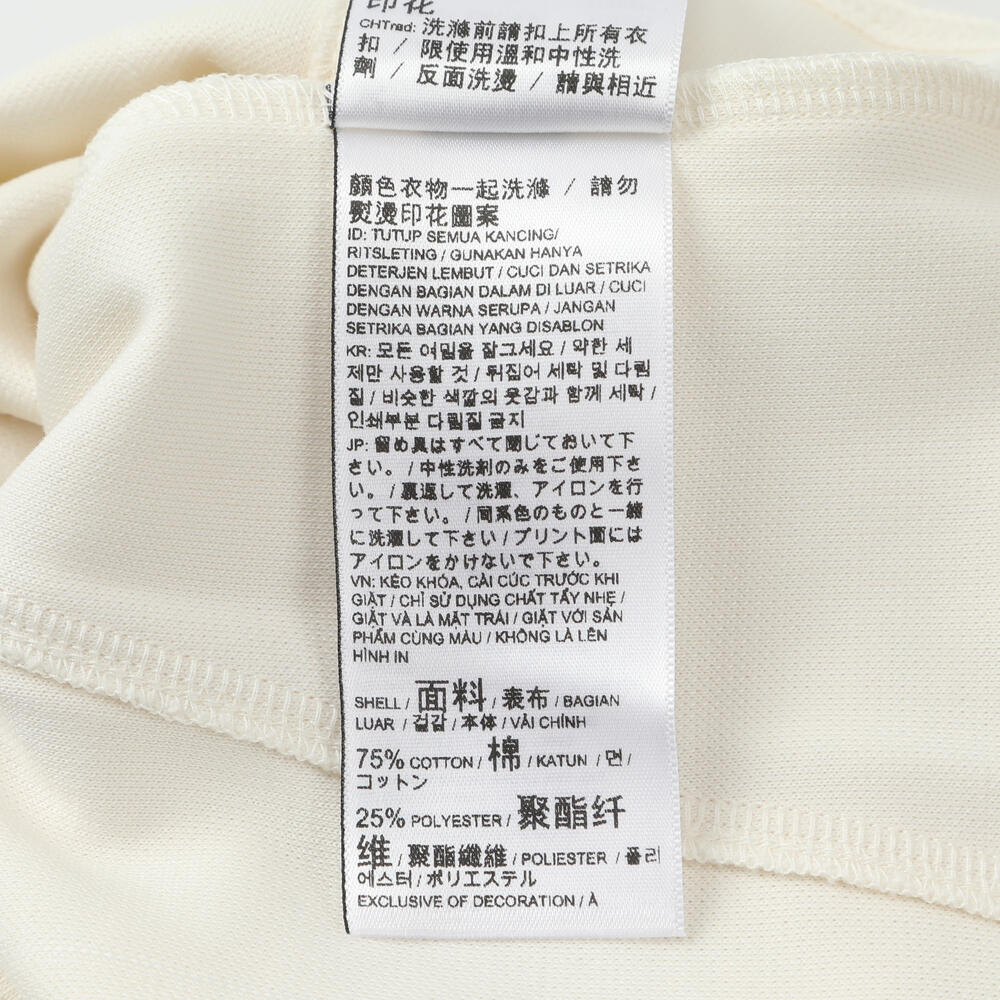 印花
CHTrad: 洗滌前請扣上所有衣
扣 / 限使用溫和中性洗
劑 / 反面洗燙 / 請與相近
顏色衣物一起洗滌 / 請勿
熨燙印花圖案
ID: TUTUP SEMUA KANCING/
RITSLETING / GUNAKAN HANYA
DETERJEN LEMBUT / CUCI DAN SETRIKA
DENGAN BAGIAN DALAM DI LUAR / CUCI
DENGAN WARNA SERUPA / JANGAN
SETRIKA BAGIAN YANG DISABLON
KR: 모든 여밈을 잠그세요 / 약한 세
제만 사용할 것 / 뒤집어 세탁 및 다림
질 / 비슷한 색깔의 옷감과 함께 세탁 /
인쇄부분 다림질 금지
JP: 留め具はすべて閉じておいて下
さい。 / 中性洗剤のみをご使用下さ
い。 / 裏返して洗濯、アイロンを行
って下さい。 / 同系色のものと一緒
に洗濯して下さい / プリント面には
アイロンをかけないで下さい。
VN: KÉO KHÓA, CÀI CÚC TRƯỚC KHI
GIẶT / CHỈ SỬ DỤNG CHẤT TẨY NHẸ /
GIẶT VÀ LÀ MẶT TRÁI / GIẶT VỚI SẢN
PHẨM CÙNG MÀU / KHÔNG LÀ LÊN
HÌNH IN
SHELL / 面料 / 表布 / BAGIAN
LUAR / 겉감 / 本体 / VẢI CHÍNH
75% COTTON / 棉 / KATUN / 면 /
コットン
25% POLYESTER / 聚酯纤
维 / 聚酯纖維 / POLIESTER / 폴리
에스터 / ポリエステル
EXCLUSIVE OF DECORATION / À